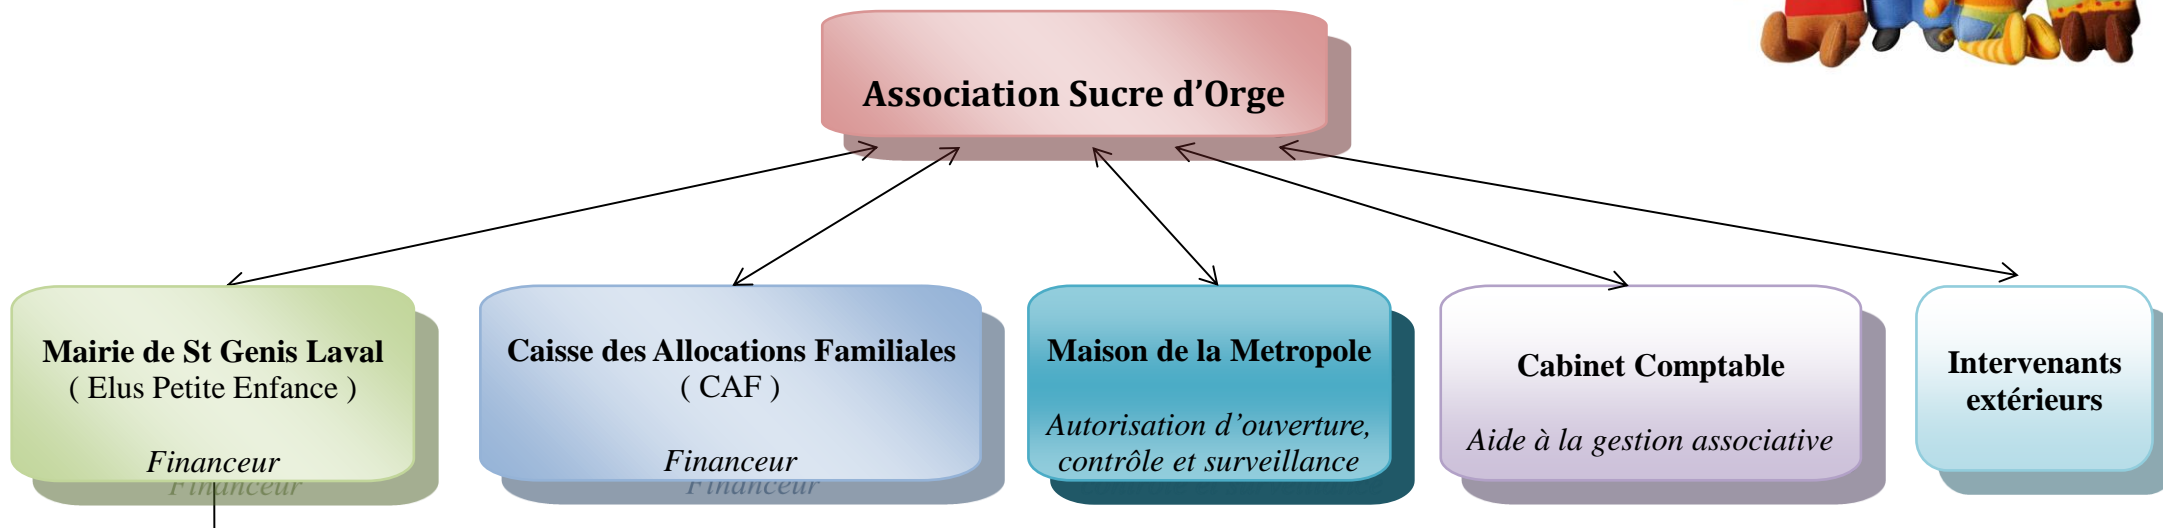 Association Sucre d’Orge
Mairie de St Genis Laval
( Elus Petite Enfance )
Financeur
Caisse des Allocations Familiales
( CAF )
Financeur
Maison de la Metropole
Autorisation d’ouverture,
contrôle et surveillance
Cabinet Comptable
Aide à la gestion associative
Intervenants
extérieurs